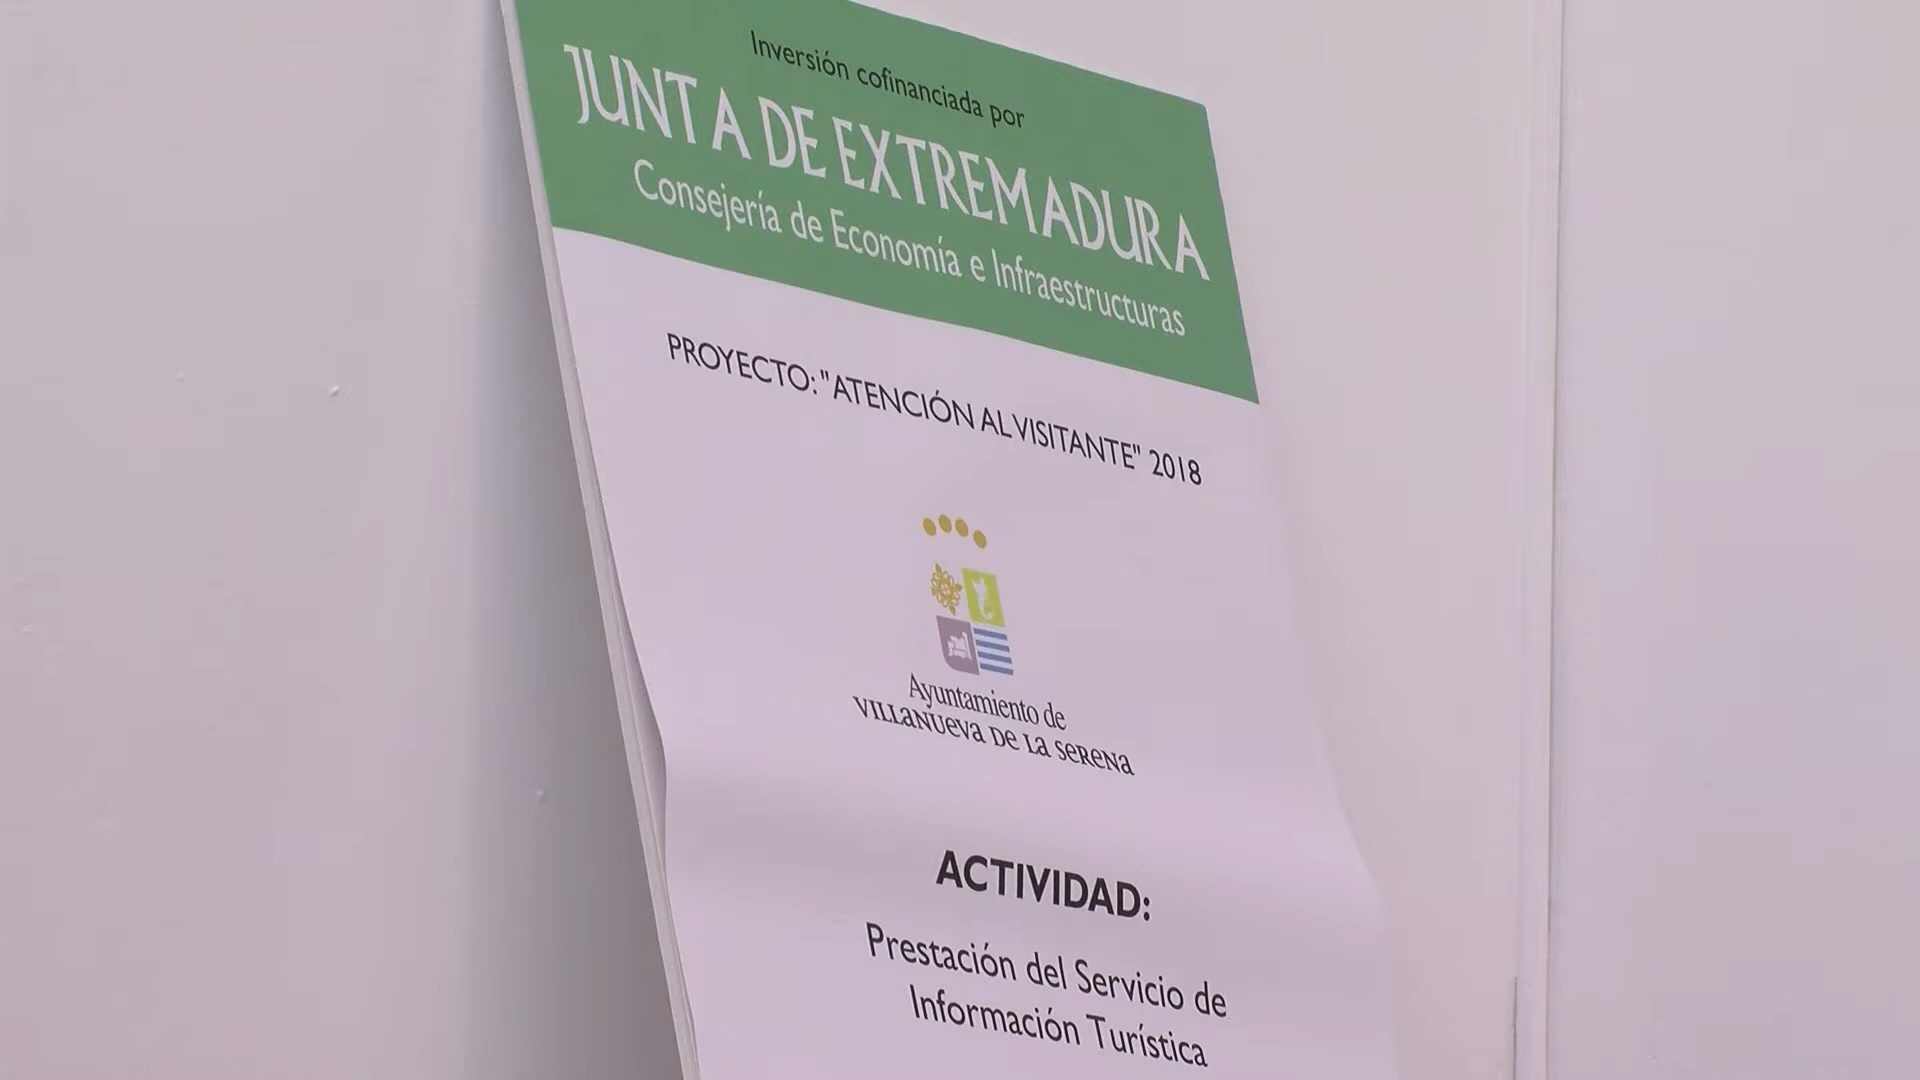 Inversión cofinanciada por
JUNTA DE EXTREMADURA
Consejería de Economía e Infraestructuras
PROYECTO: "ATENCIÓN AL VISITANTE" 2018
Ayuntamiento de
VILLANUEVA DE LA SERENA
ACTIVIDAD:
Prestación del Servicio de
Información Turística